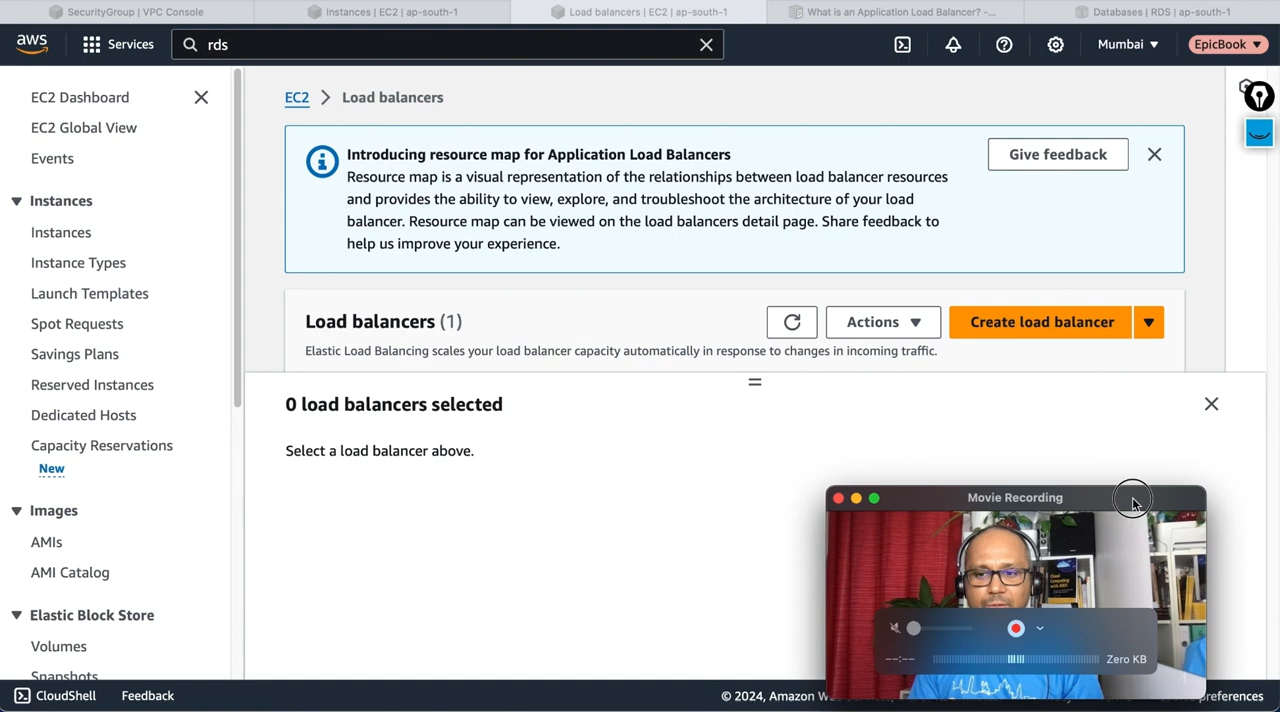 SecurityGroup | VPC Console
Instances | EC2 | ap-south-1
Load balancers | EC2 | ap-south-1
What is an Application Load Balancer? -...
Databases | RDS | ap-south-1
aws
Services
rds
Mumbai
EpicBook
EC2 Dashboard
EC2 Global View
Events
Instances
Instances
Instance Types
Launch Templates
Spot Requests
Savings Plans
Reserved Instances
Dedicated Hosts
Capacity Reservations
New
Images
AMIs
AMI Catalog
Elastic Block Store
Volumes
Snapshots
EC2
Load balancers
Introducing resource map for Application Load Balancers
Resource map is a visual representation of the relationships between load balancer resources
and provides the ability to view, explore, and troubleshoot the architecture of your load
balancer. Resource map can be viewed on the load balancers detail page. Share feedback to
help us improve your experience.
Give feedback
Load balancers (1)
Actions
Create load balancer
Elastic Load Balancing scales your load balancer capacity automatically in response to changes in incoming traffic.
0 load balancers selected
Select a load balancer above.
Movie Recording
Cloud
Computing
with AWS
--:--
Zero KB
CloudShell
Feedback
© 2024, Amazon W
preferences